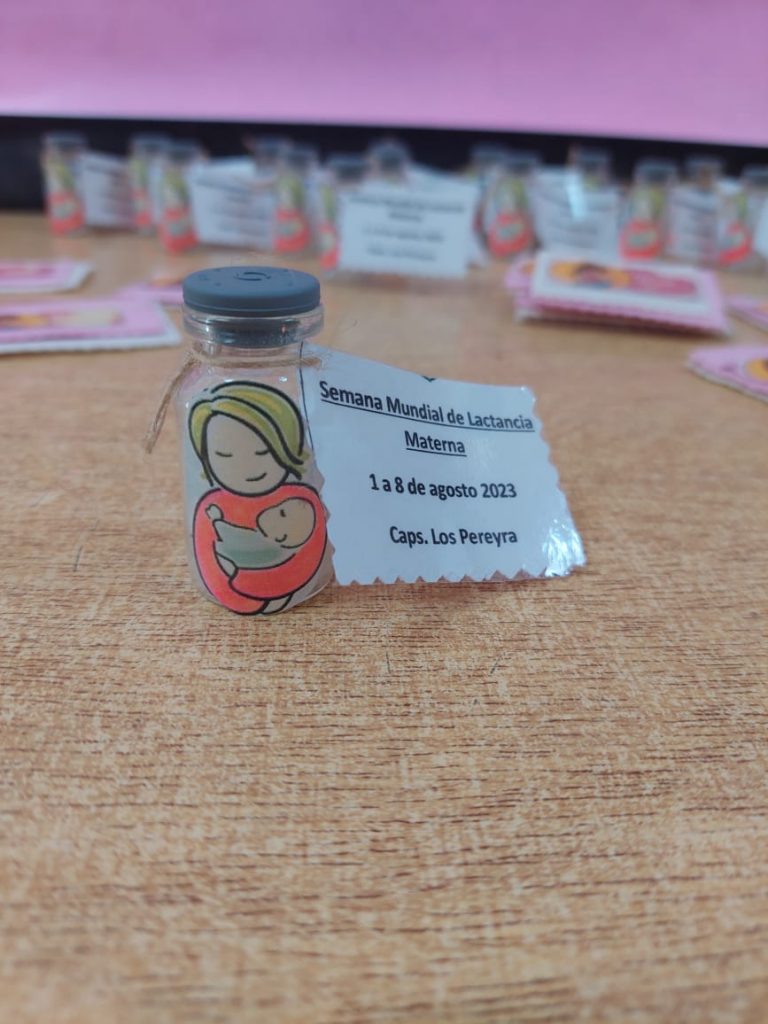 Semana Mundial de Lactancia
Materna
1 a 8 de agosto 2023
Caps. Los Pereyra